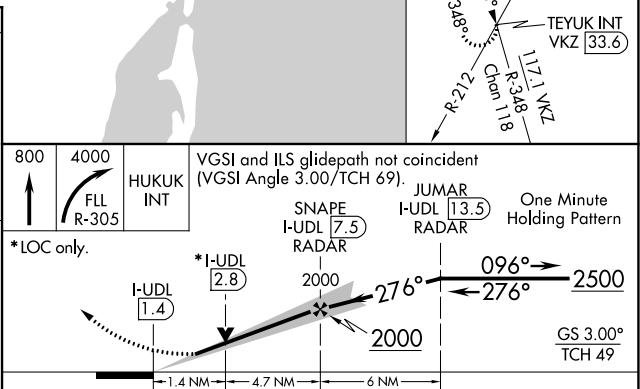 TEYUK INT
VKZ 33.6
348°
R-212
117.1 VKZ
R-348
Chan 118
800
4000
FLL
R-305
HUKUK
INT
VGSI and ILS glidepath not coincident
(VGSI Angle 3.00/TCH 69).
*LOC only.
I-UDL
1.4
*I-UDL
2.8
SNAPE
I-UDL 7.5
RADAR
2000
JUMAR
I-UDL 13.5
RADAR
One Minute
Holding Pattern
276°
096°
276°
2500
2000
GS 3.00°
TCH 49
1.4 NM
4.7 NM
6 NM